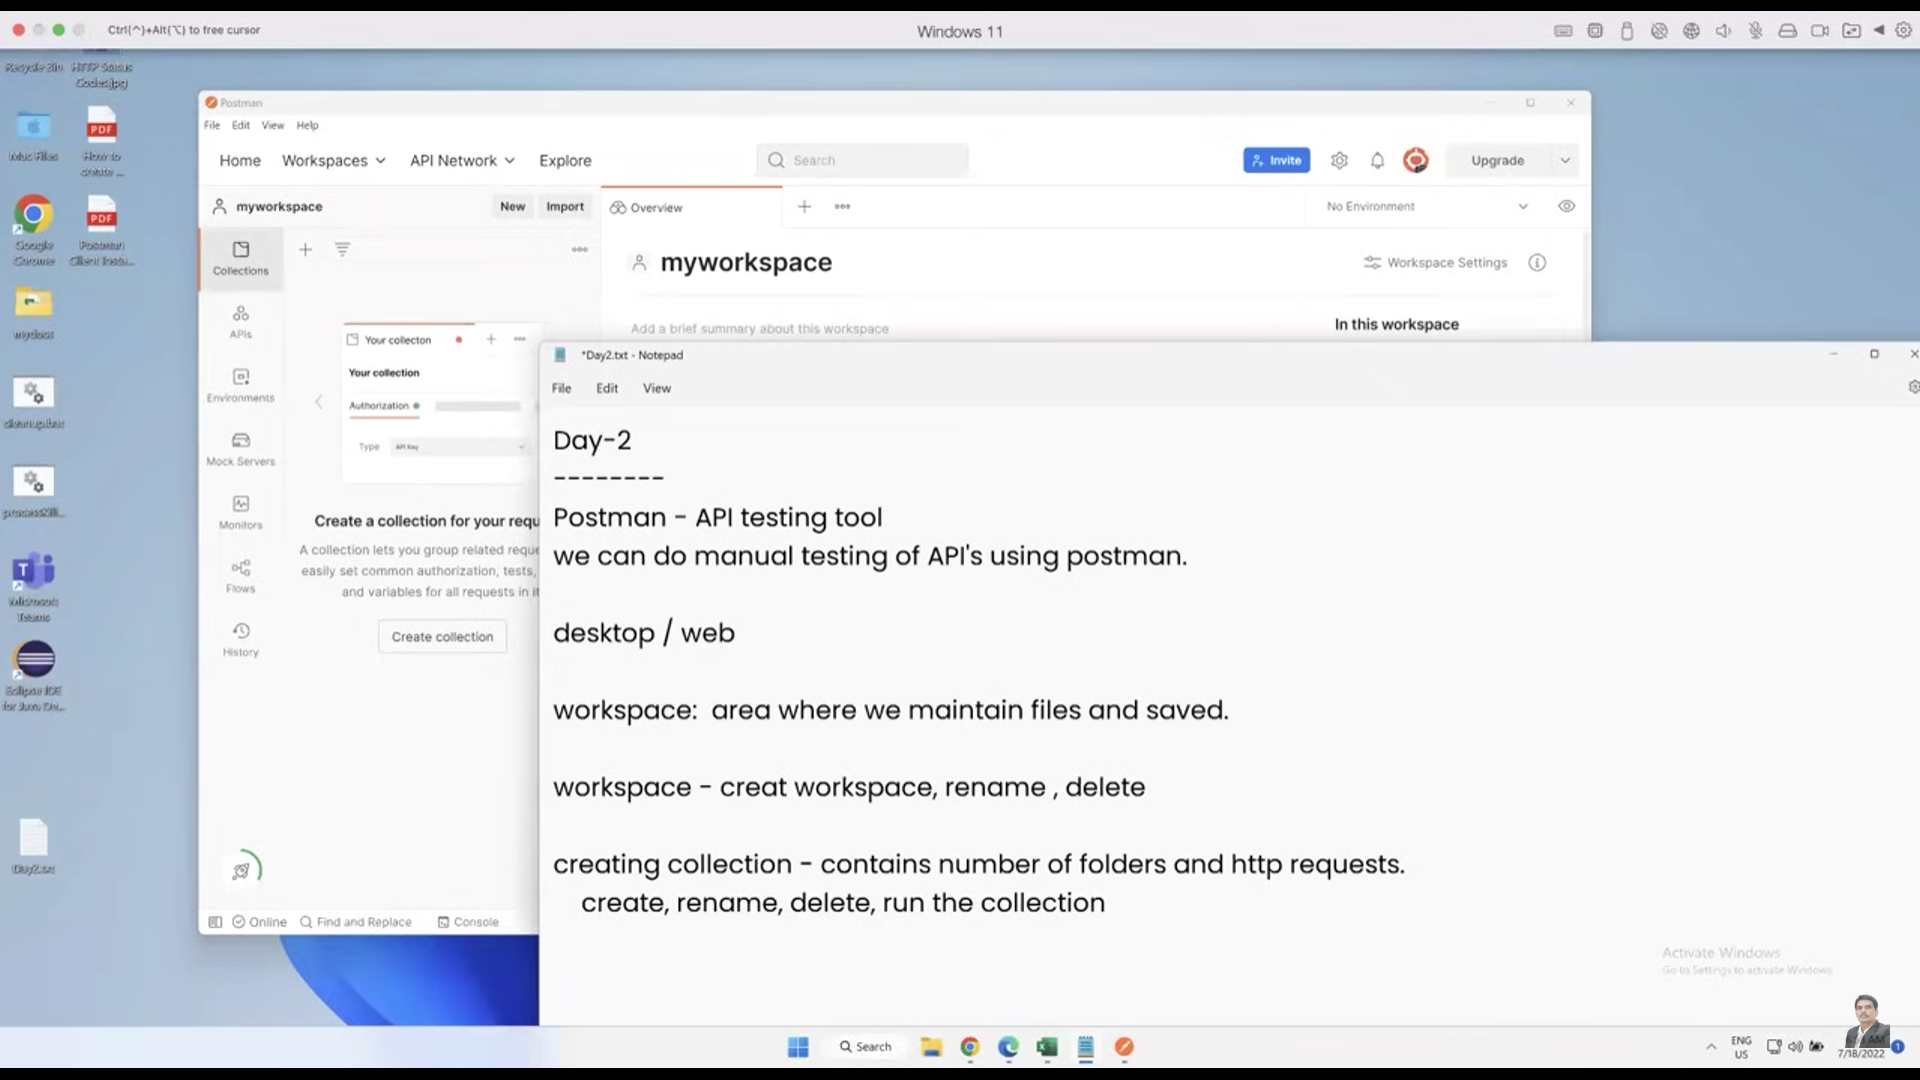 Ctrl(^)+Alt(⌥) to free cursor
Windows 11
Recycle Bin
HTTP Status
Codes.jpg
Mac Files
How to
create ...
Google
Chrome
Postman
Client Insta...
mydocs
cleanup.bat
Microsoft
Teams
Eclipse IDE
for Java De...
Day2.txt
Postman
File Edit View Help
Home Workspaces API Network Explore
Search
Invite
Upgrade
myworkspace
New Import
Overview
No Environment
Collections
APIs
Environments
Mock Servers
Monitors
Flows
History
myworkspace
Workspace Settings
Add a brief summary about this workspace
In this workspace
Your collecton
Your collection
Authorization
Type API Key
Create a collection for your requ
A collection lets you group related reque
easily set common authorization, tests,
and variables for all requests in it
Create collection
Online Find and Replace Console
*Day2.txt - Notepad
File Edit View
Day-2
--------
Postman - API testing tool
we can do manual testing of API's using postman.
desktop / web
workspace: area where we maintain files and saved.
workspace - creat workspace, rename , delete
creating collection - contains number of folders and http requests.
create, rename, delete, run the collection
Activate Windows
Go to Settings to activate Windows.
Search
ENG
US
AM
7/18/2022
1